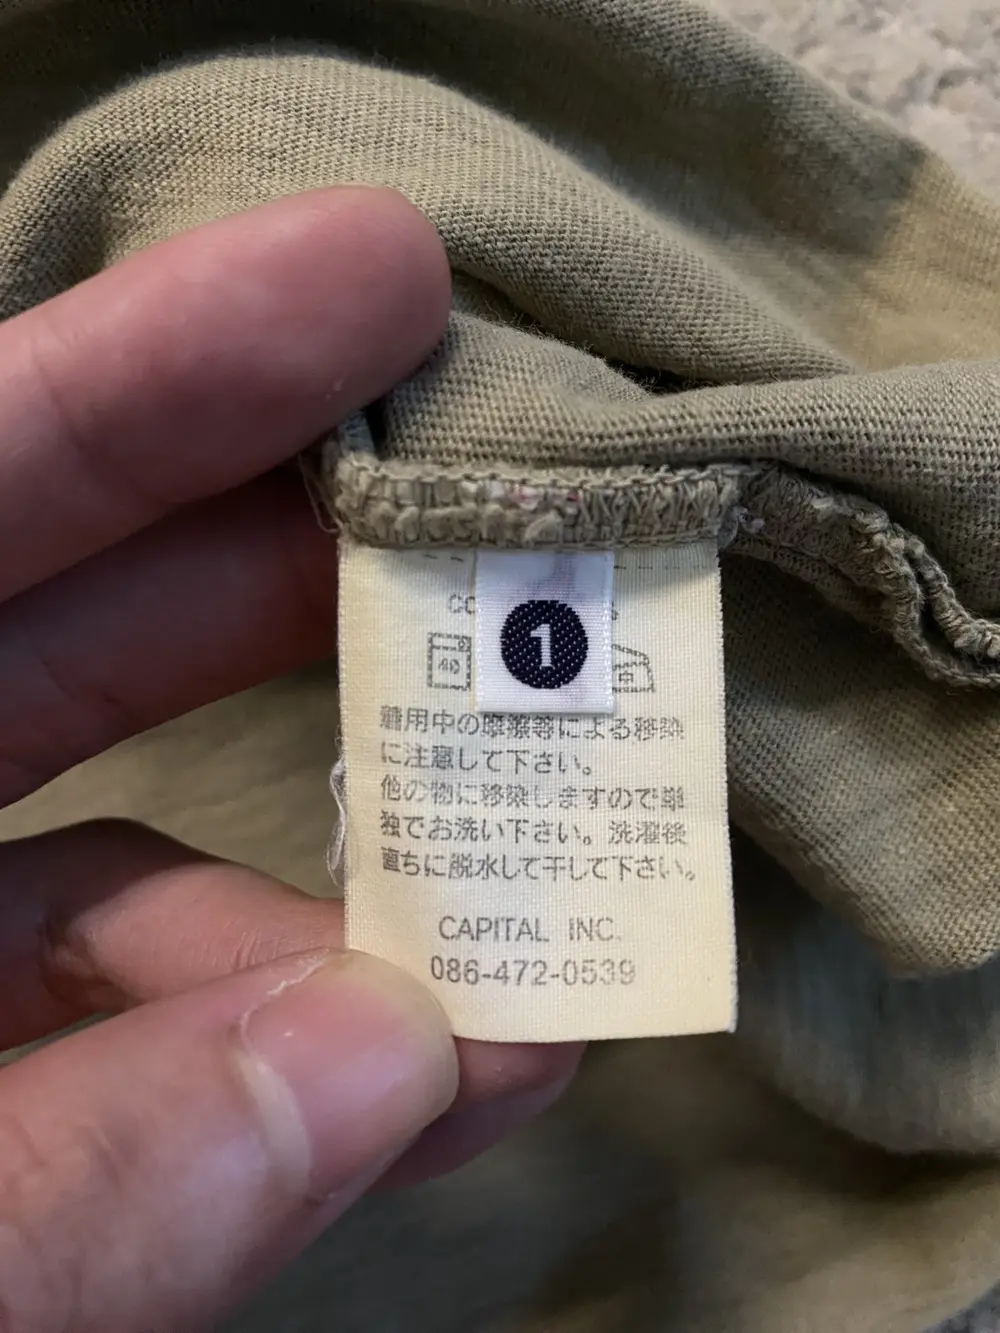 1
40
着用中の摩擦等による移染
に注意して下さい。
他の物に移染しますので単
独でお洗い下さい。洗濯後
直ちに脱水して干して下さい。
CAPITAL INC.
086-472-0539